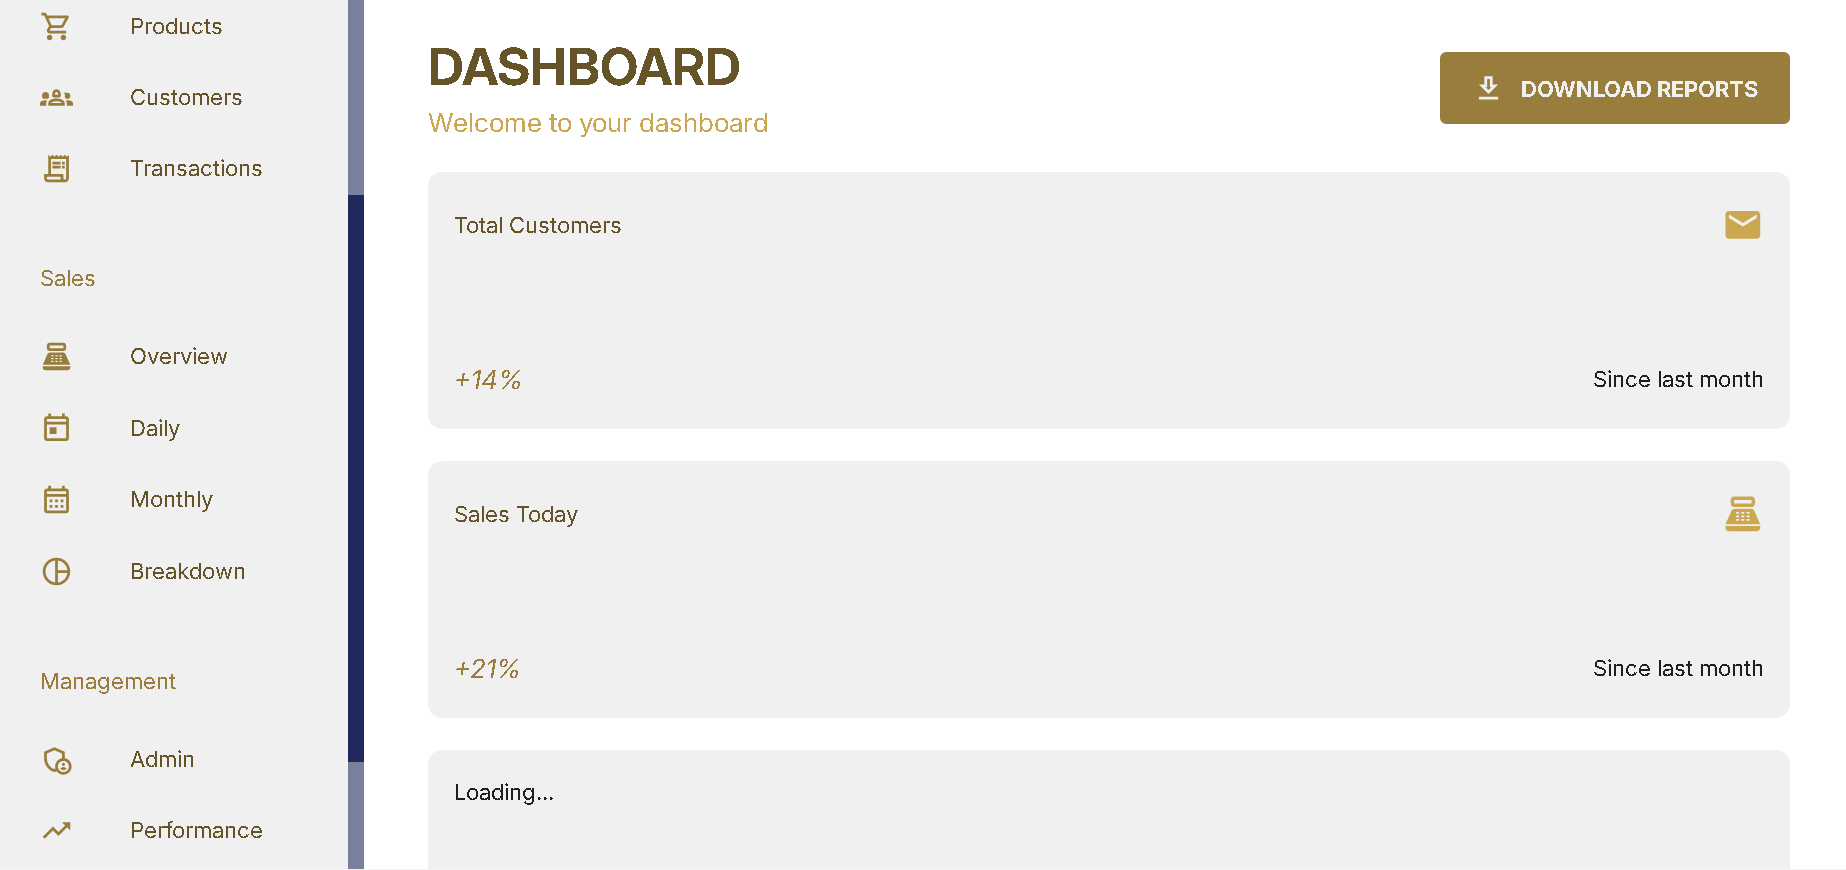 Products
Customers
Transactions
Sales
Overview
Daily
Monthly
Breakdown
Management
Admin
Performance
DASHBOARD
Welcome to your dashboard
DOWNLOAD REPORTS
Total Customers
+14%
Since last month
Sales Today
+21%
Since last month
Loading...